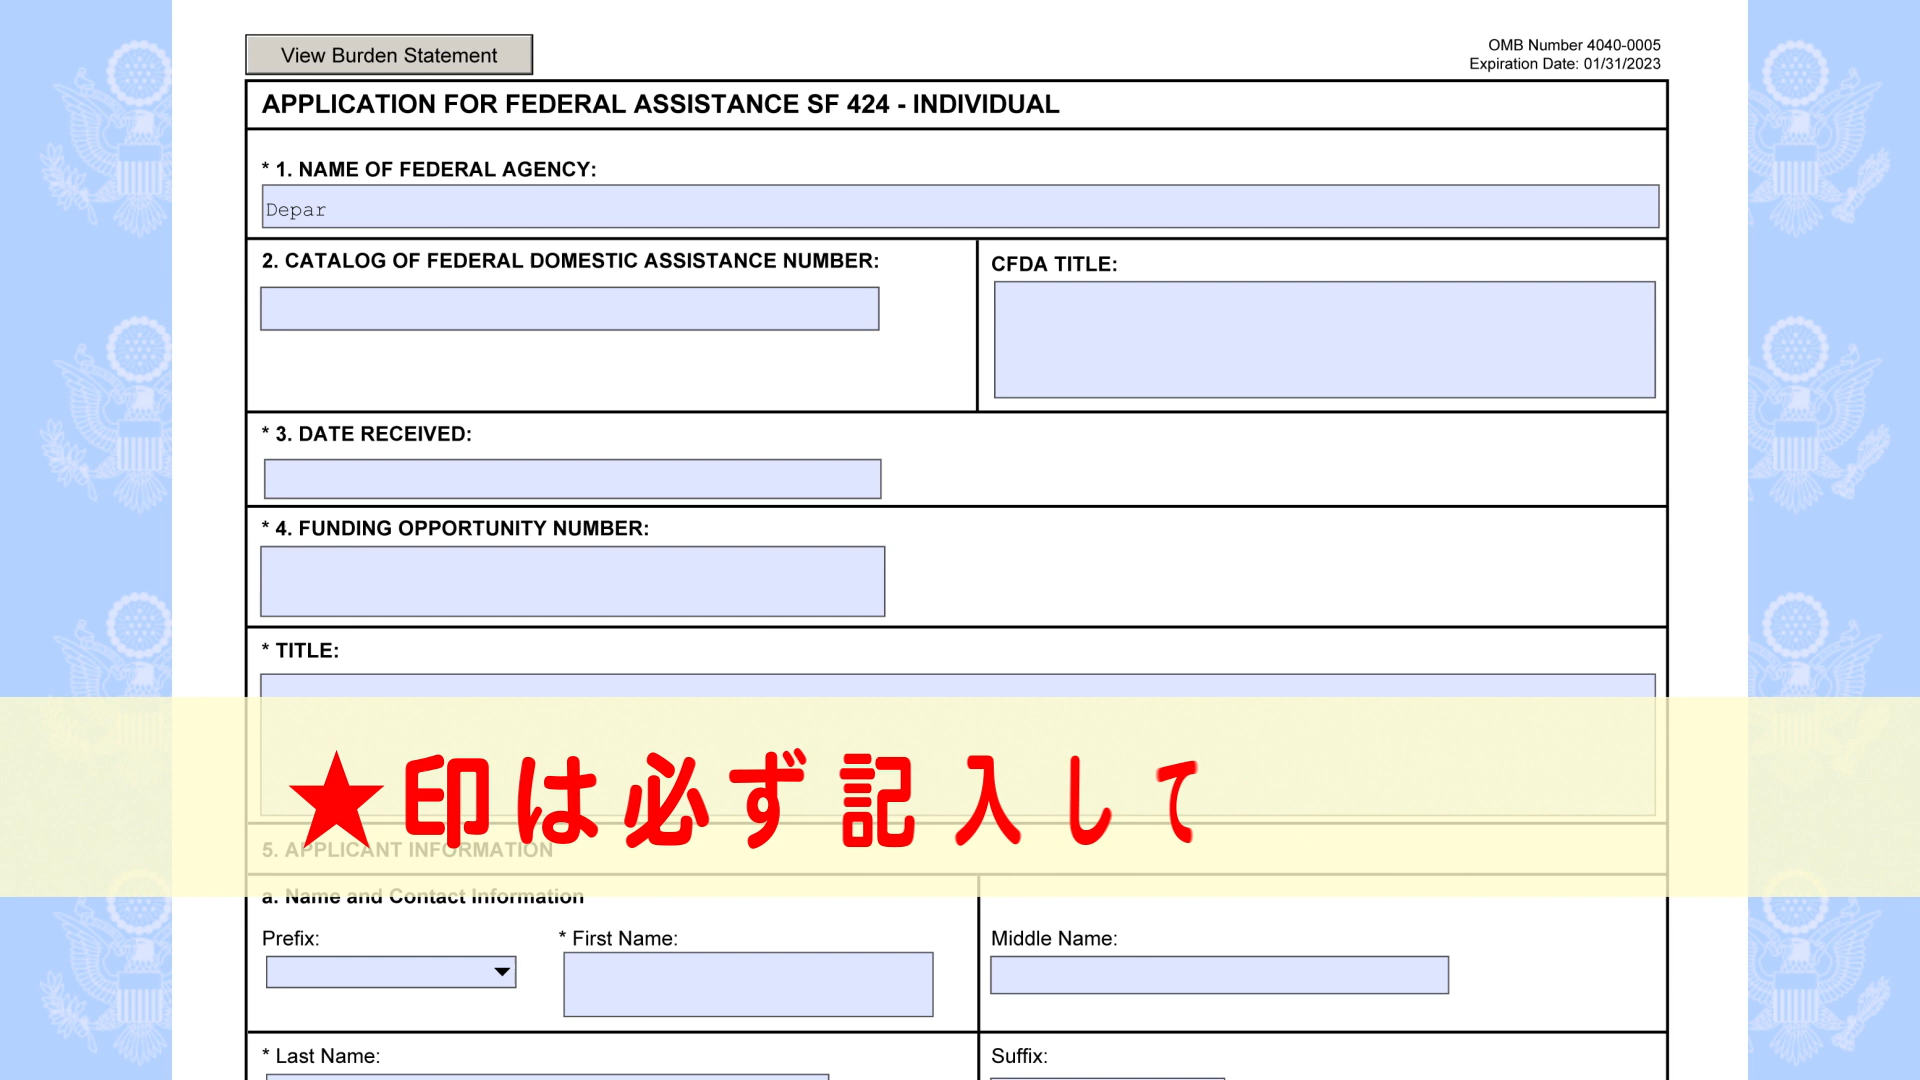 View Burden Statement
OMB Number 4040-0005
Expiration Date: 01/31/2023
APPLICATION FOR FEDERAL ASSISTANCE SF 424 - INDIVIDUAL
* 1. NAME OF FEDERAL AGENCY:
Depar
2. CATALOG OF FEDERAL DOMESTIC ASSISTANCE NUMBER:
CFDA TITLE:
* 3. DATE RECEIVED:
* 4. FUNDING OPPORTUNITY NUMBER:
* TITLE:
★印は必ず記入して
5. APPLICANT INFORMATION
a. Name and Contact Information
Prefix:
* First Name:
Middle Name:
* Last Name:
Suffix: